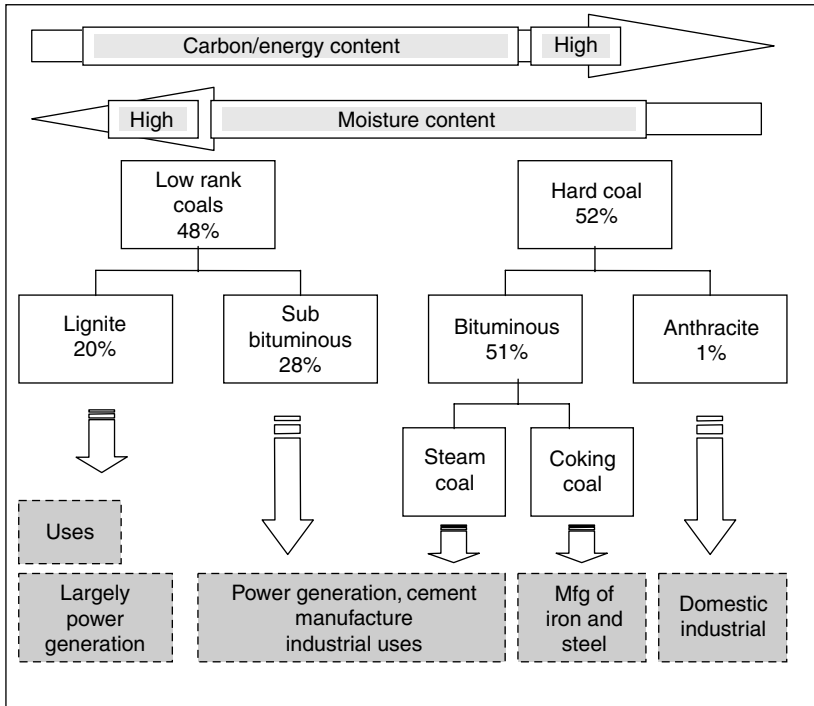 Carbon/energy content
High
High
Moisture content
Low rank
coals
48%
Hard coal
52%
Lignite
20%
Sub
bituminous
28%
Bituminous
51%
Anthracite
1%
Steam
coal
Coking
coal
Uses
Largely
power
generation
Power generation, cement
manufacture
industrial uses
Mfg of
iron and
steel
Domestic
industrial